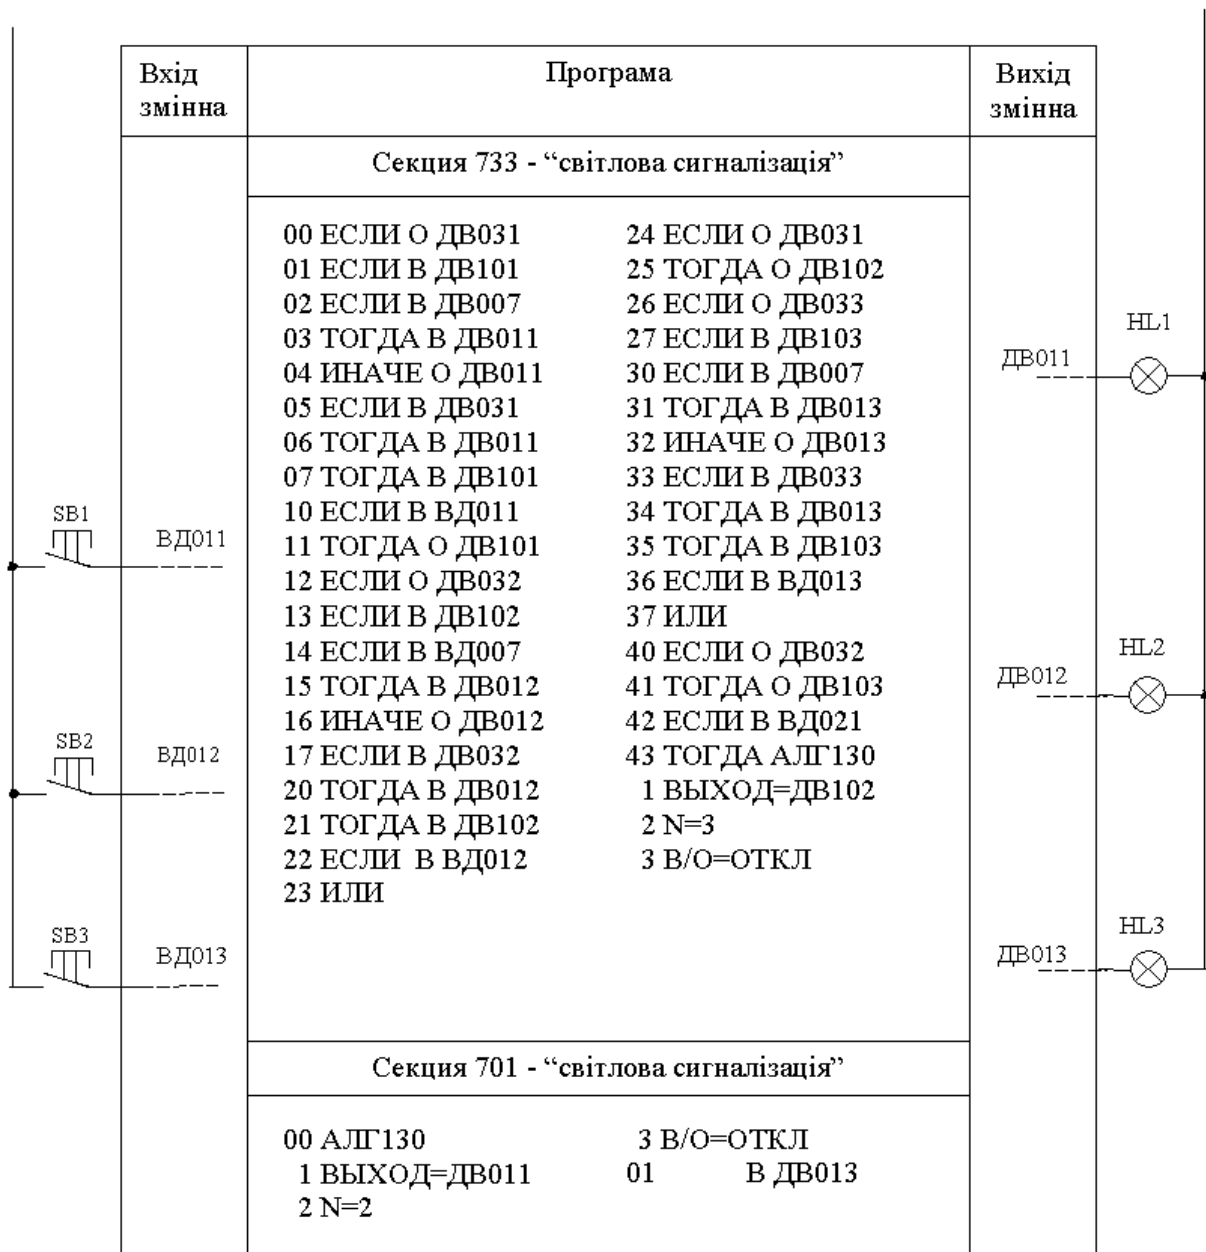 Вхід
змінна
Програма
Вихід
змінна
Секция 733 - “світлова сигналізація”
00 ЕСЛИ О ДВ031
01 ЕСЛИ В ДВ101
02 ЕСЛИ В ДВ007
03 ТОГДА В ДВ011
04 ИНАЧЕ О ДВ011
05 ЕСЛИ В ДВ031
06 ТОГДА В ДВ011
07 ТОГДА В ДВ101
10 ЕСЛИ В ВД011
11 ТОГДА О ДВ101
12 ЕСЛИ О ДВ032
13 ЕСЛИ В ДВ102
14 ЕСЛИ В ВД007
15 ТОГДА В ДВ012
16 ИНАЧЕ О ДВ012
17 ЕСЛИ В ДВ032
20 ТОГДА В ДВ012
21 ТОГДА В ДВ102
22 ЕСЛИ В ВД012
23 ИЛИ
24 ЕСЛИ О ДВ031
25 ТОГДА О ДВ102
26 ЕСЛИ О ДВ033
27 ЕСЛИ В ДВ103
30 ЕСЛИ В ДВ007
31 ТОГДА В ДВ013
32 ИНАЧЕ О ДВ013
33 ЕСЛИ В ДВ033
34 ТОГДА В ДВ013
35 ТОГДА В ДВ103
36 ЕСЛИ В ВД013
37 ИЛИ
40 ЕСЛИ О ДВ032
41 ТОГДА О ДВ103
42 ЕСЛИ В ВД021
43 ТОГДА АЛГ130
1 ВЫХОД=ДВ102
2 N=3
3 В/О=ОТКЛ
SB1
ВД011
SB2
ВД012
SB3
ВД013
HL1
ДВ011
HL2
ДВ012
HL3
ДВ013
Секция 701 - “світлова сигналізація”
00 АЛГ130
1 ВЫХОД=ДВ011
2 N=2
3 В/О=ОТКЛ
01 В ДВ013